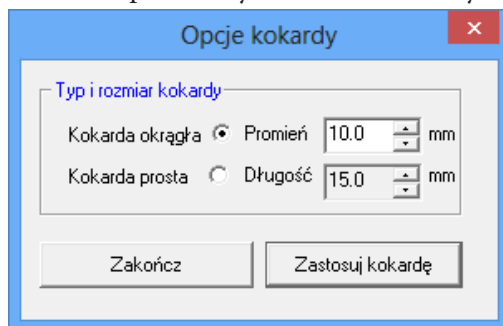 Opcje kokardy
Typ i rozmiar kokardy
Kokarda okrągła Promień 10.0 mm
Kokarda prosta Długość 15.0 mm
Zakończ Zastosuj kokardę